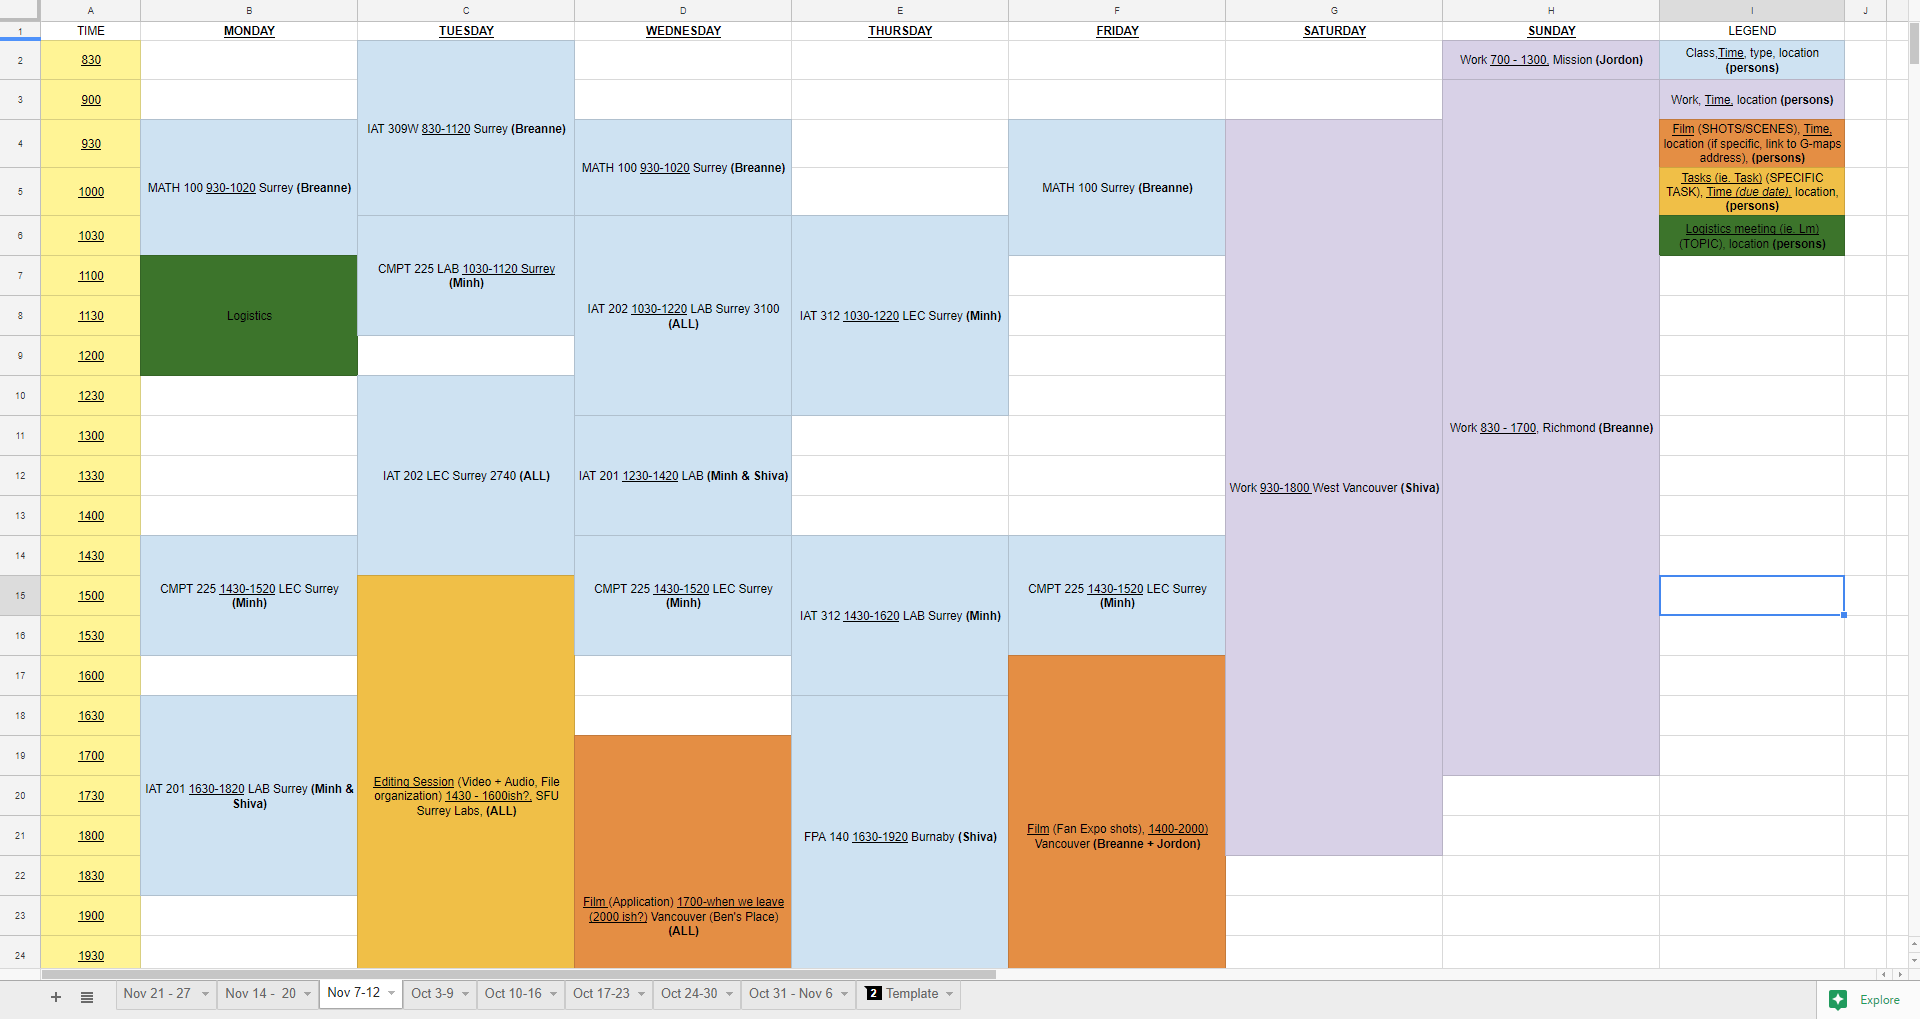 A B C D E F G H I J
1 TIME MONDAY TUESDAY WEDNESDAY THURSDAY FRIDAY SATURDAY SUNDAY LEGEND
2 830
Work 700 - 1300, Mission (Jordon)
Class,Time, type, location
(persons)
3 900
Work, Time, location (persons)
IAT 309W 830-1120 Surrey (Breanne)
4 930
Film (SHOTS/SCENES), Time,
location (if specific, link to G-maps
address), (persons)
MATH 100 930-1020 Surrey (Breanne)
5 1000
MATH 100 930-1020 Surrey (Breanne)
MATH 100 Surrey (Breanne)
Tasks (ie. Task) (SPECIFIC
TASK), Time (due date), location,
(persons)
6 1030
Logistics meeting (ie. Lm)
(TOPIC), location (persons)
7 1100
CMPT 225 LAB 1030-1120 Surrey
(Minh)
8 1130
Logistics
IAT 202 1030-1220 LAB Surrey 3100
(ALL)
IAT 312 1030-1220 LEC Surrey (Minh)
9 1200
10 1230
11 1300
Work 830 - 1700, Richmond (Breanne)
12 1330
IAT 202 LEC Surrey 2740 (ALL)
IAT 201 1230-1420 LAB (Minh & Shiva)
Work 930-1800 West Vancouver (Shiva)
13 1400
14 1430
15 1500
CMPT 225 1430-1520 LEC Surrey
(Minh)
CMPT 225 1430-1520 LEC Surrey
(Minh)
CMPT 225 1430-1520 LEC Surrey
(Minh)
IAT 312 1430-1620 LAB Surrey (Minh)
16 1530
17 1600
18 1630
19 1700
20 1730
IAT 201 1630-1820 LAB Surrey (Minh &
Shiva)
Editing Session (Video + Audio, File
organization) 1430 - 1600ish?, SFU
Surrey Labs, (ALL)
21 1800
FPA 140 1630-1920 Burnaby (Shiva)
Film (Fan Expo shots), 1400-2000)
Vancouver (Breanne + Jordon)
22 1830
23 1900
Film (Application) 1700-when we leave
(2000 ish?) Vancouver (Ben's Place)
(ALL)
24 1930
Nov 21 - 27 Nov 14 - 20 Nov 7-12 Oct 3-9 Oct 10-16 Oct 17-23 Oct 24-30 Oct 31 - Nov 6 2 Template
Explore